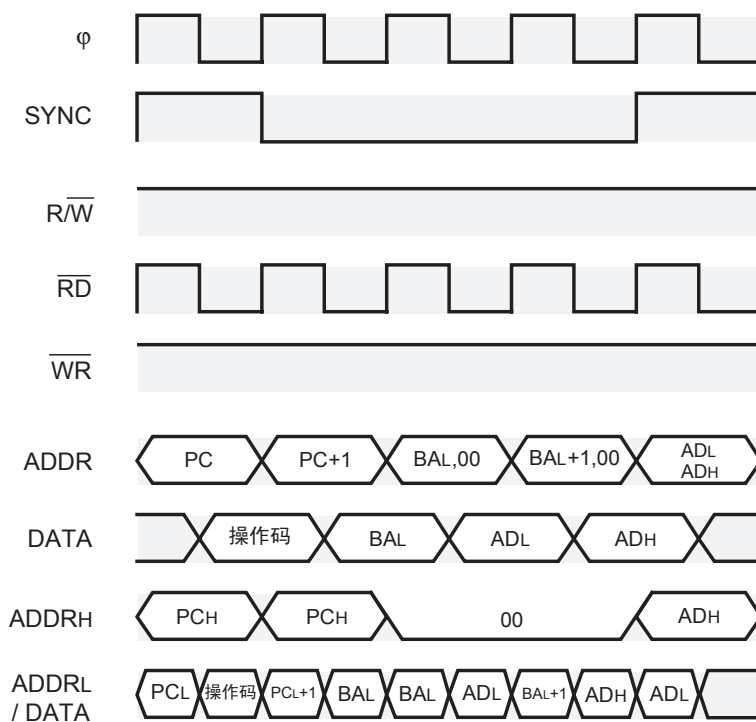 φ
SYNC
R/W̅
R̅D̅
W̅R̅
ADDR PC PC+1 BAL,00 BAL+1,00 ADL ADH
DATA 操作码 BAL ADL ADH
ADDRH PCH PCH 00 ADH
ADDRL / DATA PCL 操作码 PCL+1 BAL BAL ADL BAL+1 ADH ADL